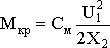 Mкр = Cм U₁² / 2X₂